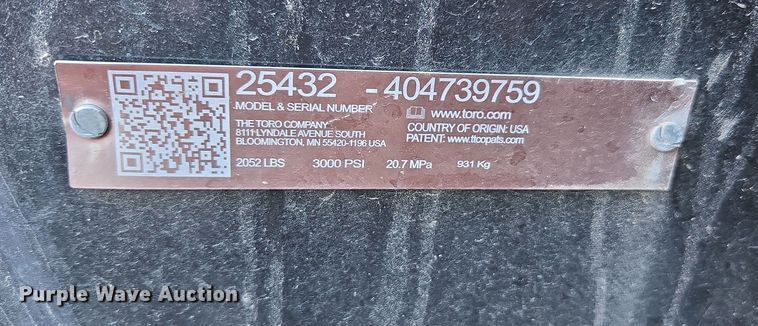 25432 - 404739759
MODEL & SERIAL NUMBER
www.toro.com
THE TORO COMPANY
8111 LYNDALE AVENUE SOUTH
BLOOMINGTON, MN 55420-1196 USA
COUNTRY OF ORIGIN: USA
PATENT: www.ttcopats.com
2052 LBS 3000 PSI 20.7 MPa 931 Kg
Purple Wave Auction